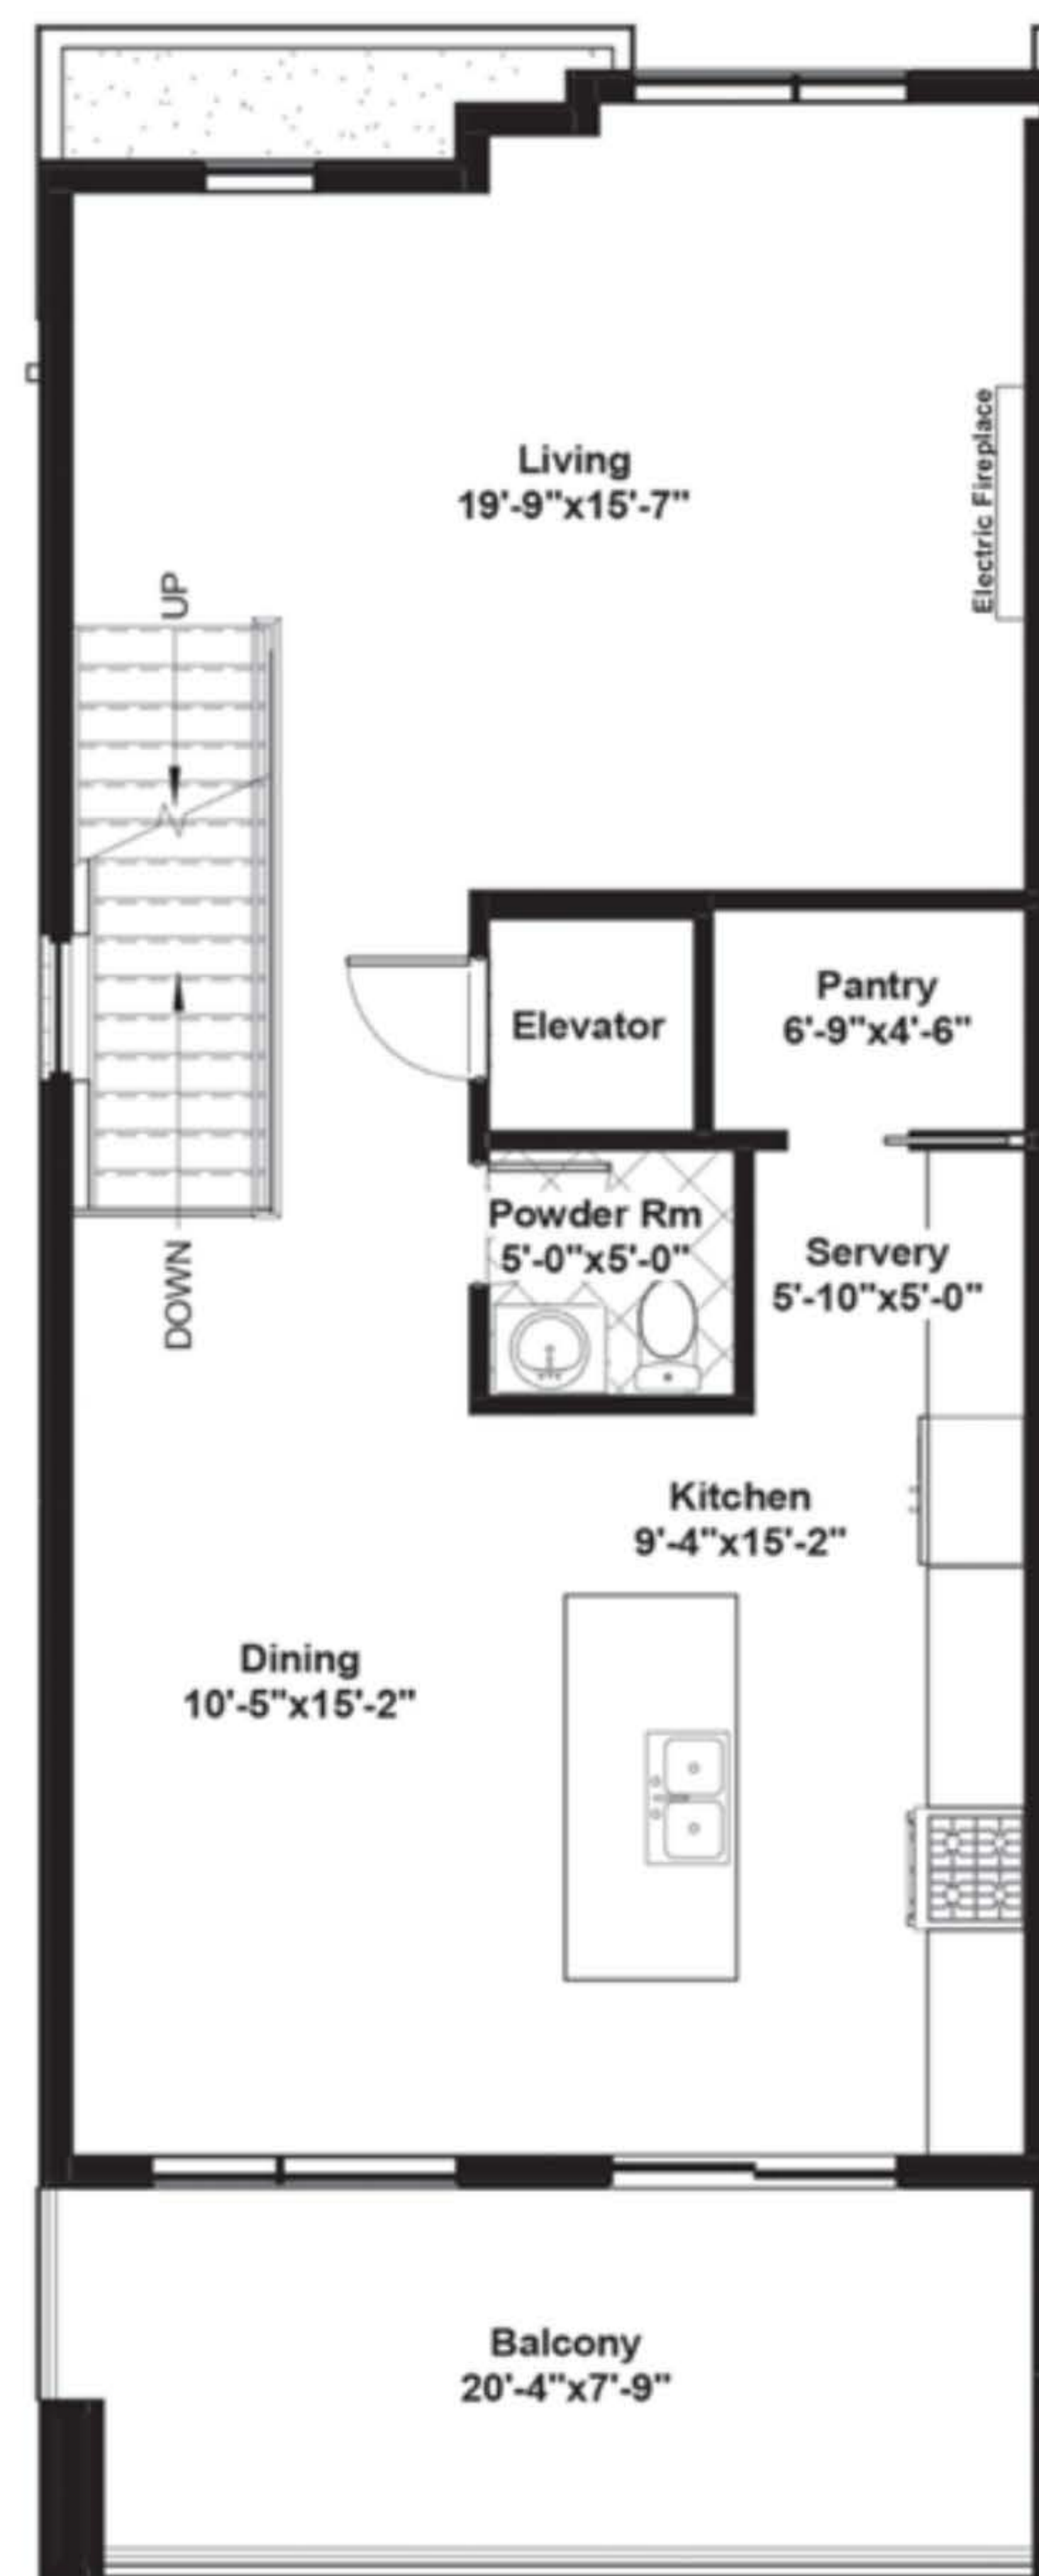 Living
19'-9"x15'-7"
Electric Fireplace
UP
Elevator
Pantry
6'-9"x4'-6"
Powder Rm
5'-0"x5'-0"
Servery
5'-10"x5'-0"
DOWN
Kitchen
9'-4"x15'-2"
Dining
10'-5"x15'-2"
Balcony
20'-4"x7'-9"